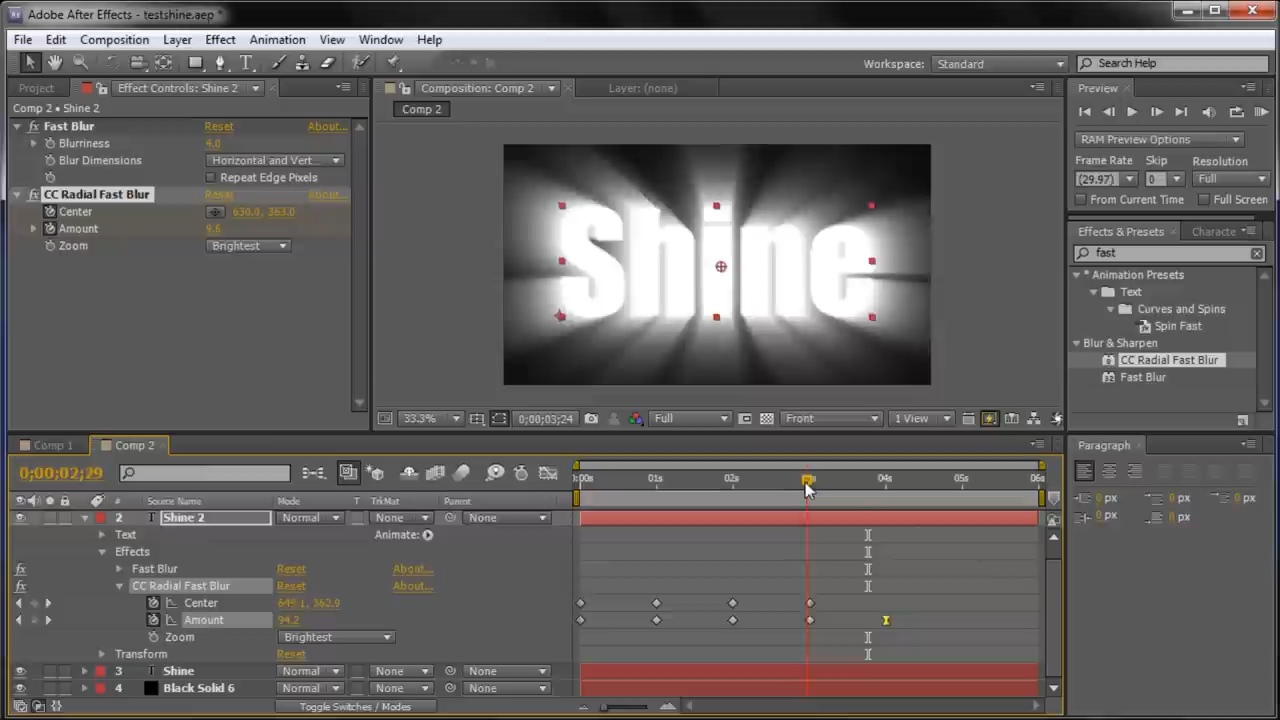 Adobe After Effects - testshine.aep *
File Edit Composition Layer Effect Animation View Window Help
Workspace: Standard Search Help
Project Effect Controls: Shine 2
Comp 2 • Shine 2
fx Fast Blur Reset About...
Blurriness 4.0
Blur Dimensions Horizontal and Vert...
Repeat Edge Pixels
fx CC Radial Fast Blur Reset About...
Center 630.0, 363.0
Amount 9.6
Zoom Brightest
Composition: Comp 2 Layer: (none)
Comp 2
Shine
33.3% 0;00;03;24 Full Front 1 View
Preview
RAM Preview Options
Frame Rate Skip Resolution
(29.97) 0 Full
From Current Time Full Screen
Effects & Presets Characte
fast
* Animation Presets
Text
Curves and Spins
Spin Fast
Blur & Sharpen
CC Radial Fast Blur
Fast Blur
Comp 1 Comp 2
0;00;02;29
# Source Name Mode T TrkMat Parent
:00s 01s 02s 04s 05s 06s
2 T Shine 2 Normal None None
Text Animate:
Effects
fx Fast Blur Reset About...
fx CC Radial Fast Blur Reset About...
Center 649.1, 362.9
Amount 94.2
Zoom Brightest
Transform Reset
3 T Shine Normal None None
4 Black Solid 6 Normal None None
Toggle Switches / Modes
Paragraph
0 px 0 px 0 px
0 px 0 px